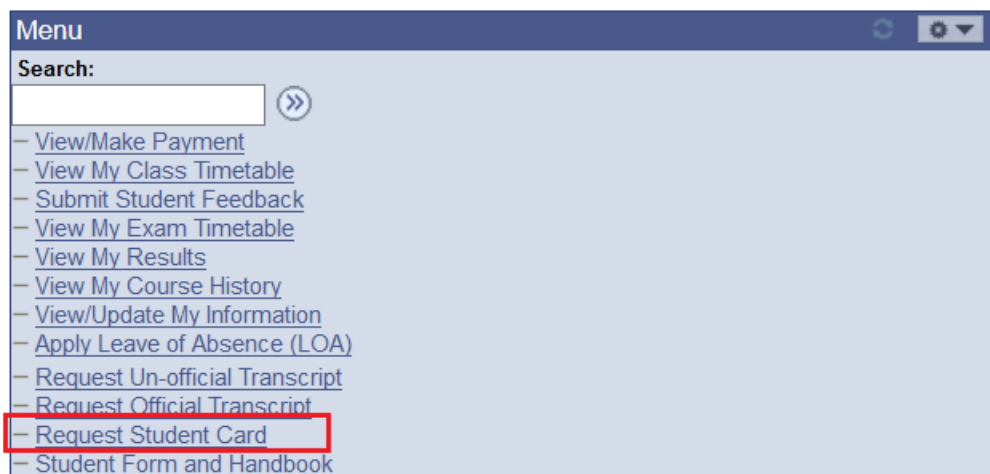 Menu
Search:
– View/Make Payment
– View My Class Timetable
– Submit Student Feedback
– View My Exam Timetable
– View My Results
– View My Course History
– View/Update My Information
– Apply Leave of Absence (LOA)
– Request Un-official Transcript
– Request Official Transcript
– Request Student Card
– Student Form and Handbook